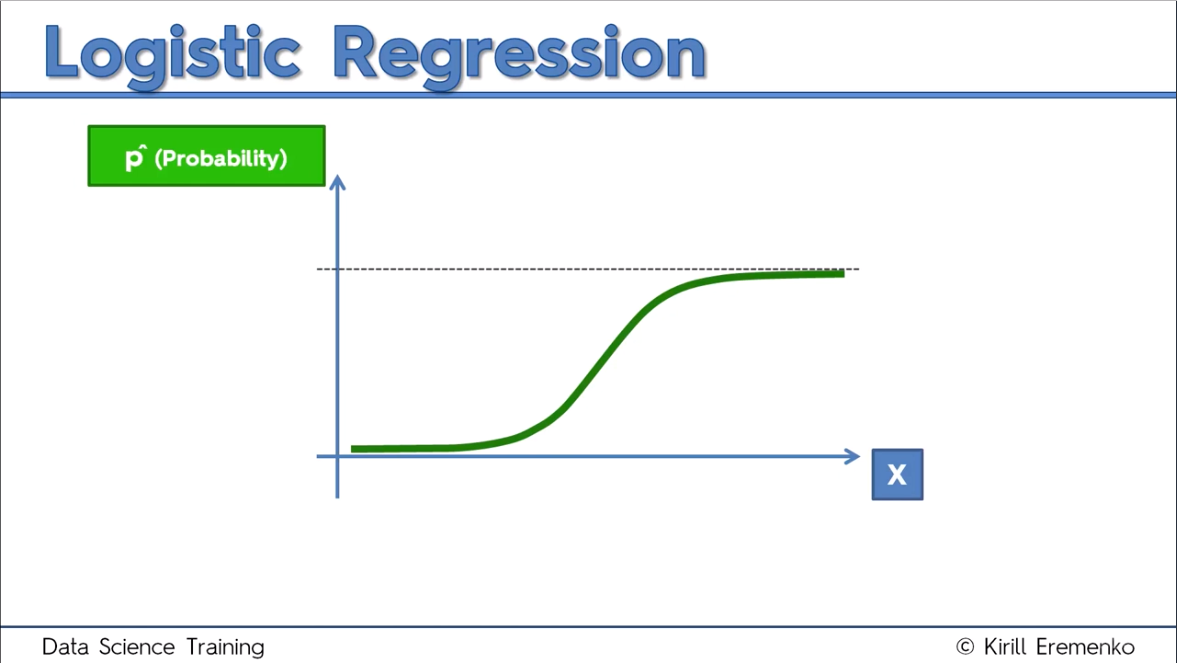 Logistic Regression
p̂ (Probability)
X
Data Science Training
© Kirill Eremenko